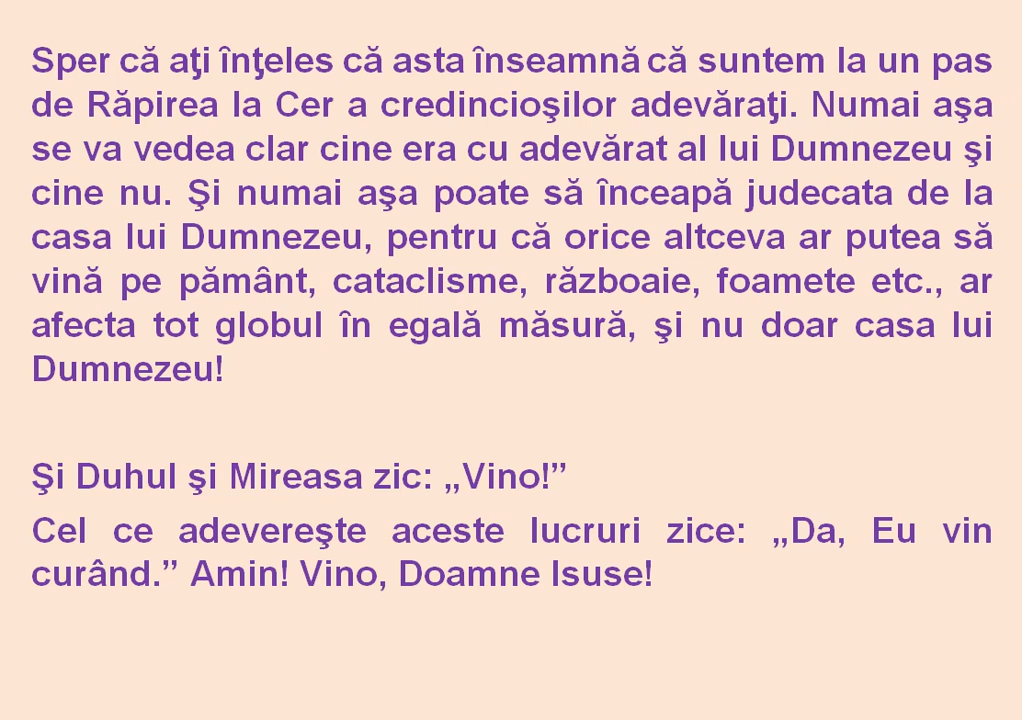 Sper că aţi înţeles că asta înseamnă că suntem la un pas
de Răpirea la Cer a credincioşilor adevăraţi. Numai aşa
se va vedea clar cine era cu adevărat al lui Dumnezeu şi
cine nu. Şi numai aşa poate să înceapă judecata de la
casa lui Dumnezeu, pentru că orice altceva ar putea să
vină pe pământ, cataclisme, războaie, foamete etc., ar
afecta tot globul în egală măsură, şi nu doar casa lui
Dumnezeu!
Şi Duhul şi Mireasa zic: „Vino!”
Cel ce adevereşte aceste lucruri zice: „Da, Eu vin
curând.” Amin! Vino, Doamne Isuse!